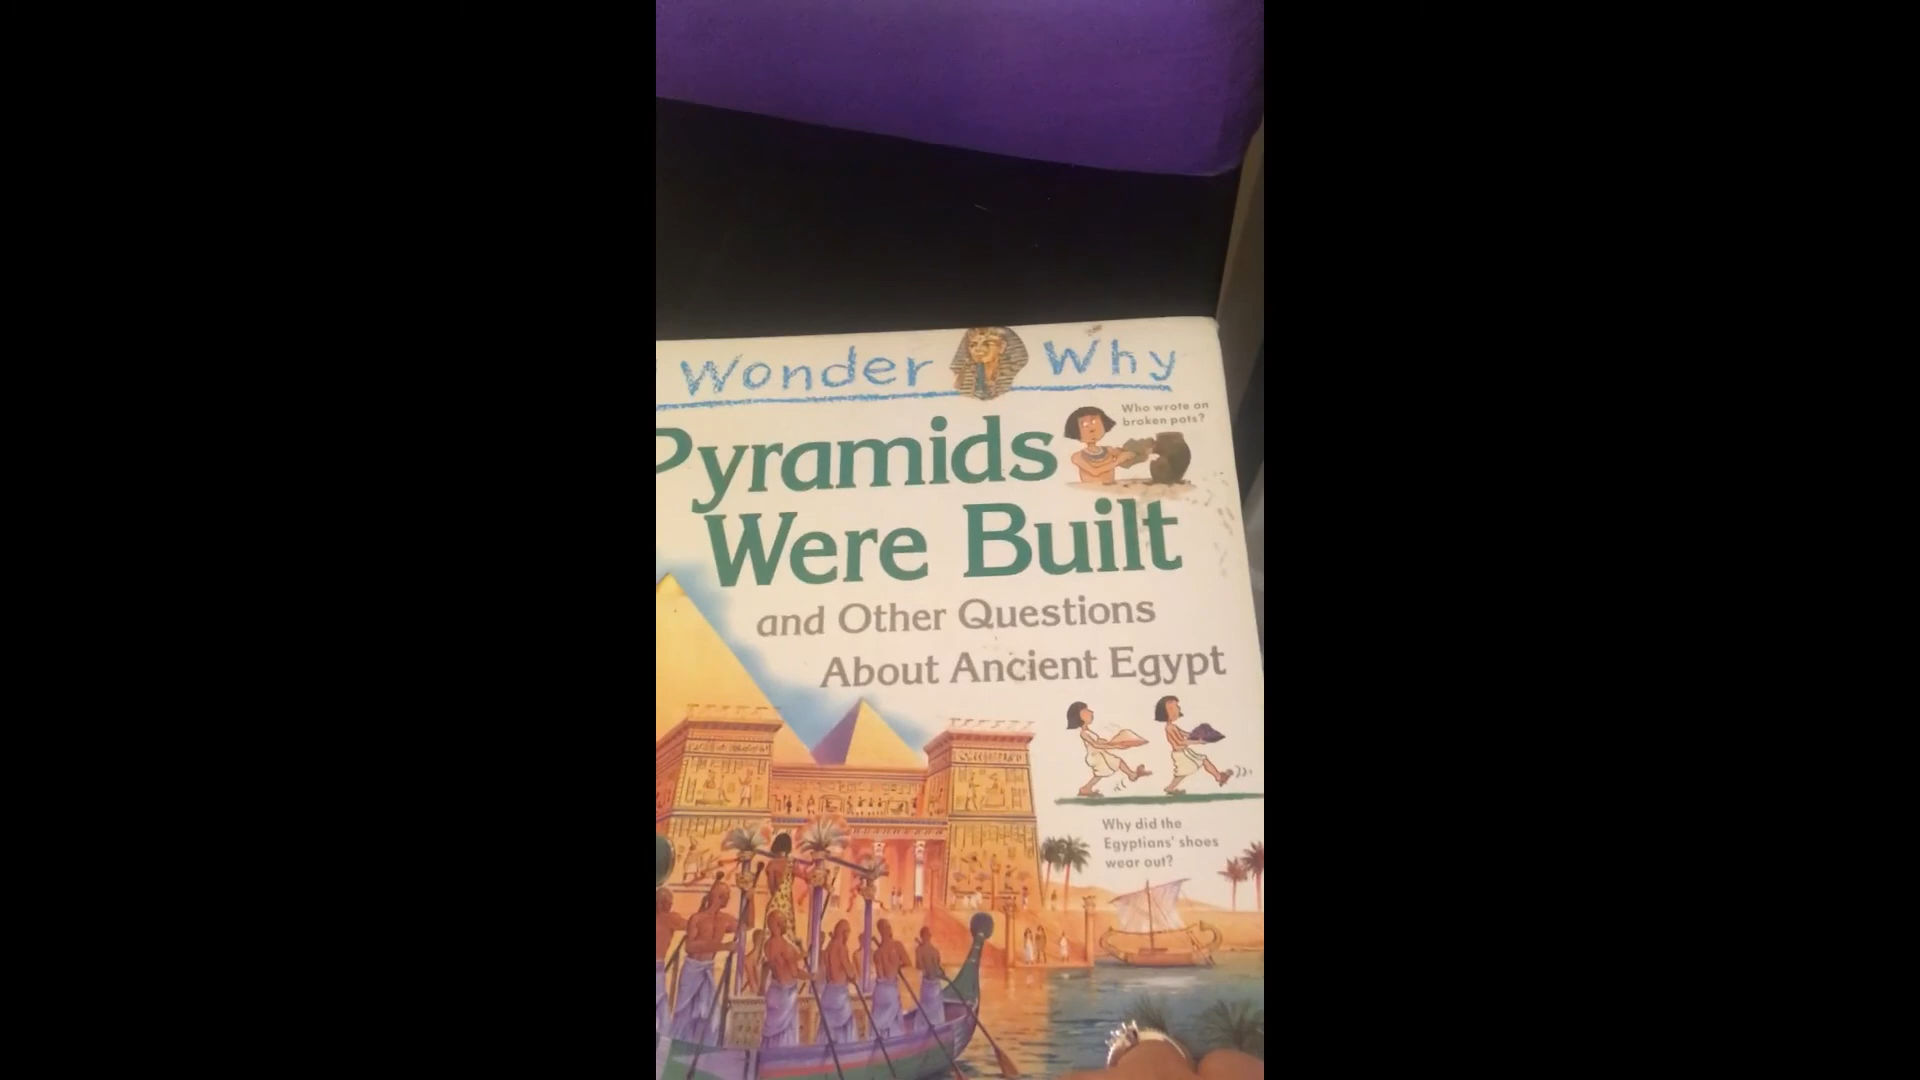 Wonder Why
Who wrote on
broken pots?
Pyramids
Were Built
and Other Questions
About Ancient Egypt
Why did the
Egyptians' shoes
wear out?